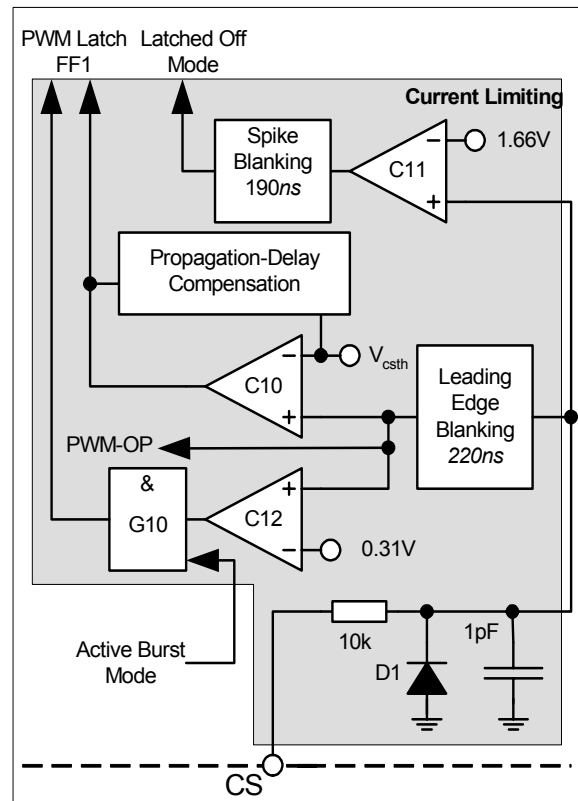 PWM Latch
FF1
Latched Off
Mode
Current Limiting
Spike
Blanking
190ns
C11
1.66V
Propagation-Delay
Compensation
C10
Vcsth
Leading
Edge
Blanking
220ns
PWM-OP
&
G10
C12
0.31V
Active Burst
Mode
10k
D1
1pF
CS